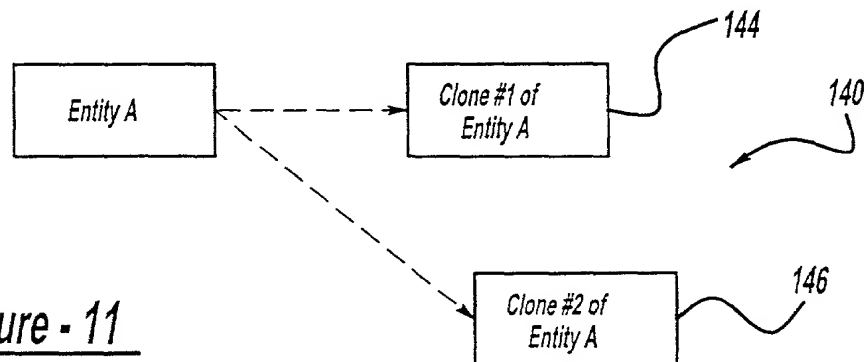 144
Entity A
Clone #1 of
Entity A
140
Clone #2 of
Entity A
146
ure - 11